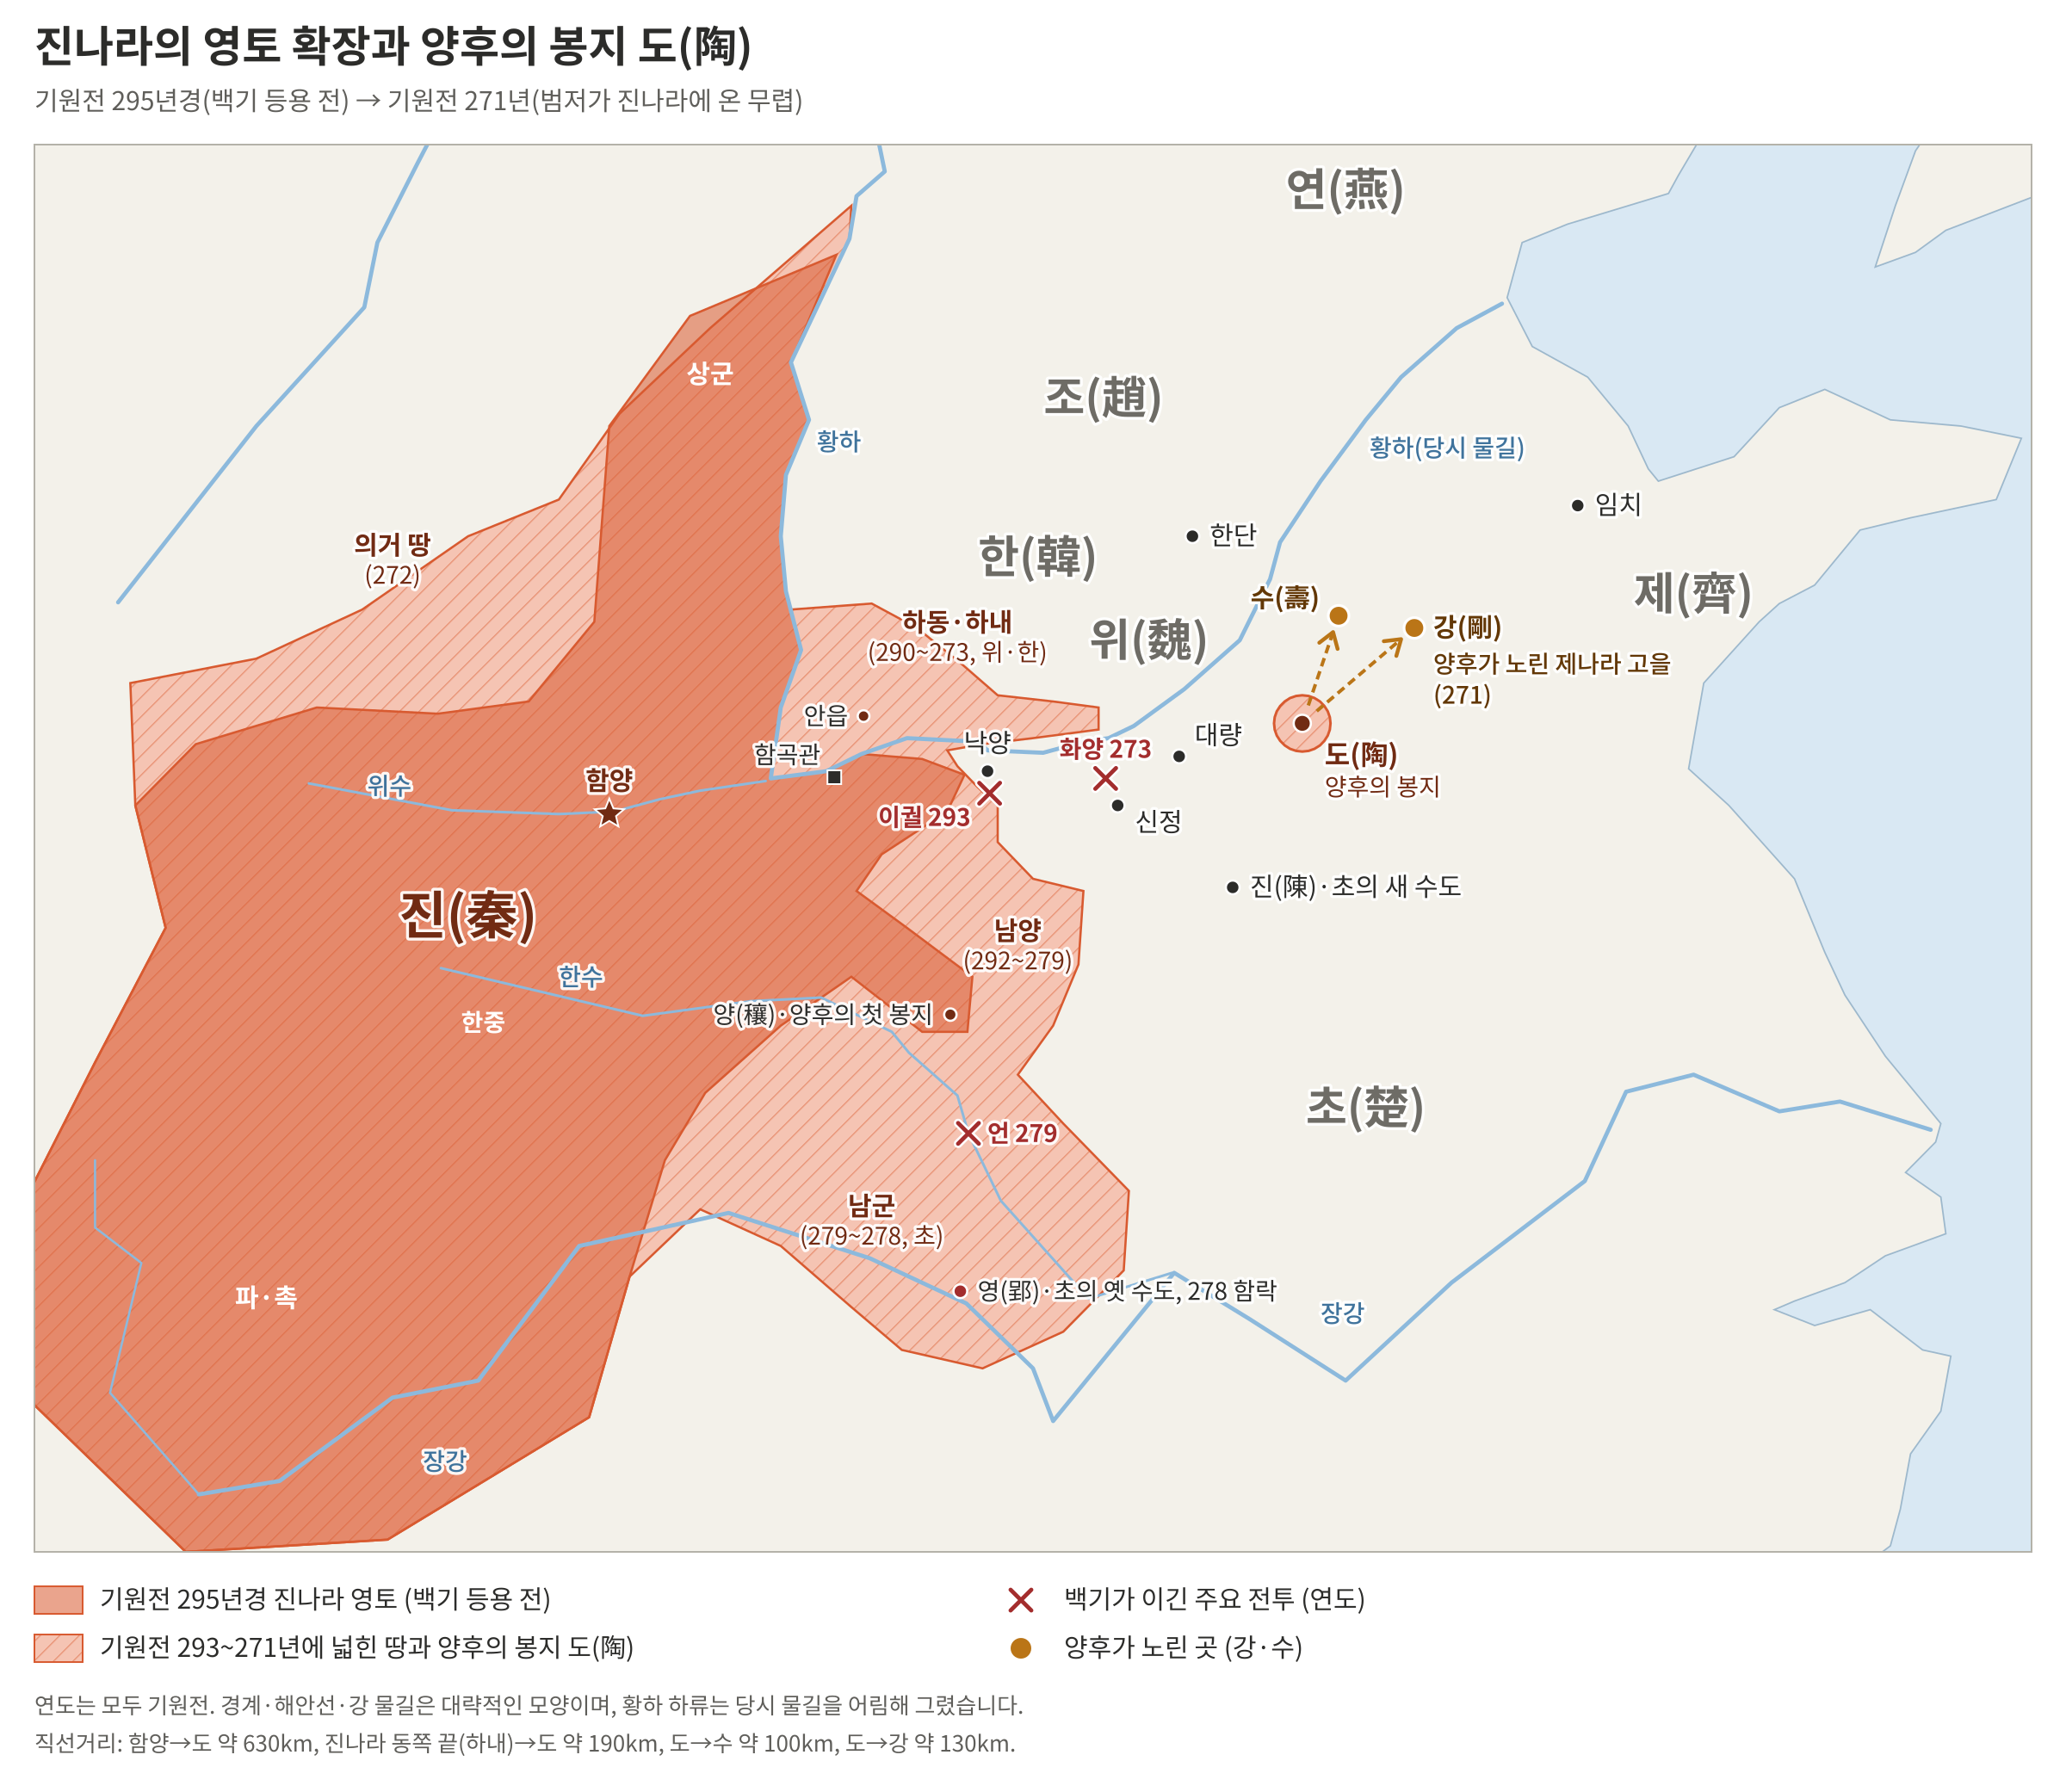 진나라의 영토 확장과 양후의 봉지 도(陶)
기원전 295년경(백기 등용 전) → 기원전 271년(범저가 진나라에 온 무렵)
연(燕)
상군
조(趙)
황하
황하(당시 물길)
임치
한단
의거 땅
(272)
한(韓)
제(齊)
수(壽)
강(剛)
양후가 노린 제나라 고을
(271)
하동·하내
(290~273, 위·한)
위(魏)
안읍
함곡관
낙양
화양 273
대량
도(陶)
양후의 봉지
위수
함양
이궐 293
신정
진(秦)
진(陳)·초의 새 수도
남양
(292~279)
한수
한중
양(穰)·양후의 첫 봉지
초(楚)
언 279
남군
(279~278, 초)
파·촉
영(郢)·초의 옛 수도, 278 함락
장강
장강
기원전 295년경 진나라 영토 (백기 등용 전)
백기가 이긴 주요 전투 (연도)
기원전 293~271년에 넓힌 땅과 양후의 봉지 도(陶)
양후가 노린 곳 (강·수)
연도는 모두 기원전. 경계·해안선·강 물길은 대략적인 모양이며, 황하 하류는 당시 물길을 어림해 그렸습니다.
직선거리: 함양→도 약 630km, 진나라 동쪽 끝(하내)→도 약 190km, 도→수 약 100km, 도→강 약 130km.